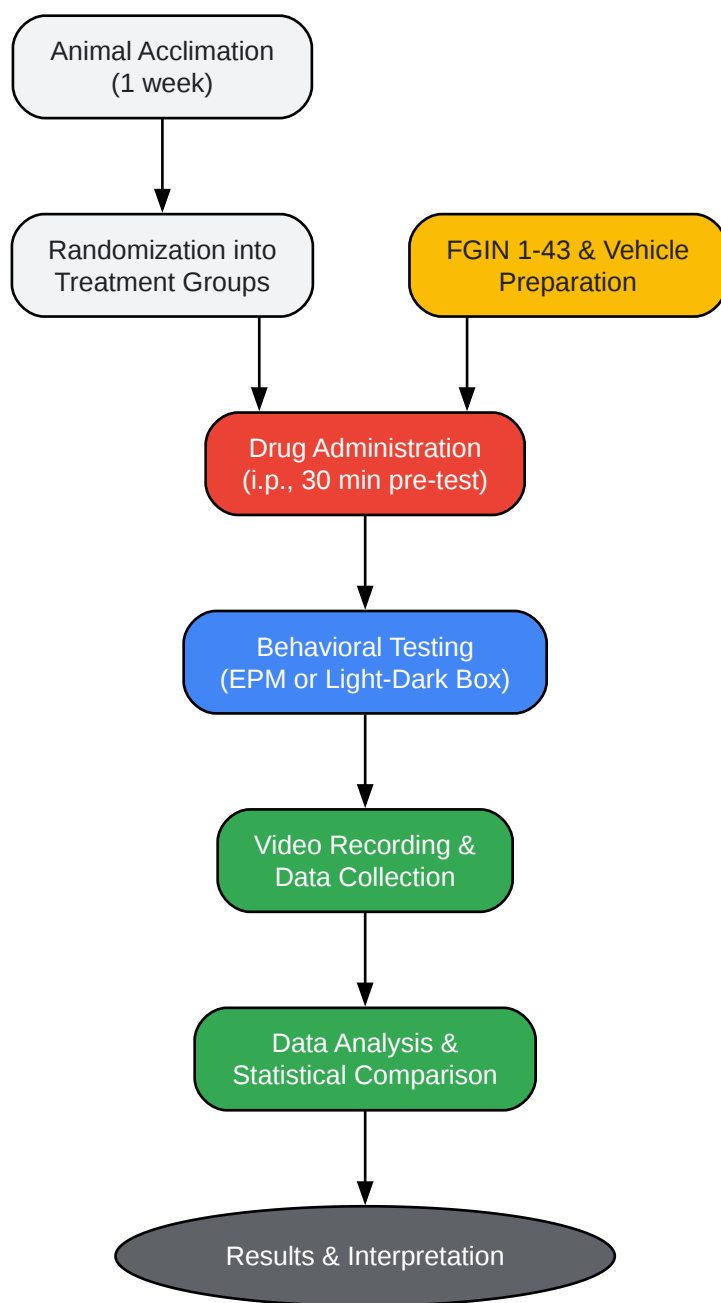 Animal Acclimation
(1 week)
Randomization into
Treatment Groups
FGIN 1-43 & Vehicle
Preparation
Drug Administration
(i.p., 30 min pre-test)
Behavioral Testing
(EPM or Light-Dark Box)
Video Recording &
Data Collection
Data Analysis &
Statistical Comparison
Results & Interpretation